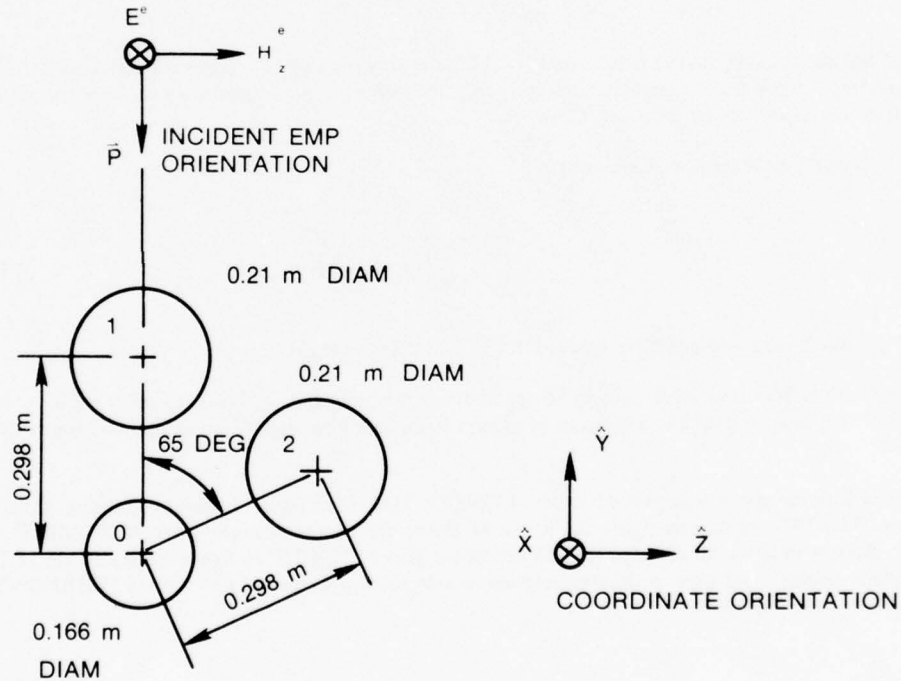 E^e
H_z^e
P̄
INCIDENT EMP
ORIENTATION
0.21 m DIAM
1
0.21 m DIAM
0.298 m
65 DEG
2
Ŷ
0
X̂
Ẑ
0.298 m
COORDINATE ORIENTATION
0.166 m
DIAM